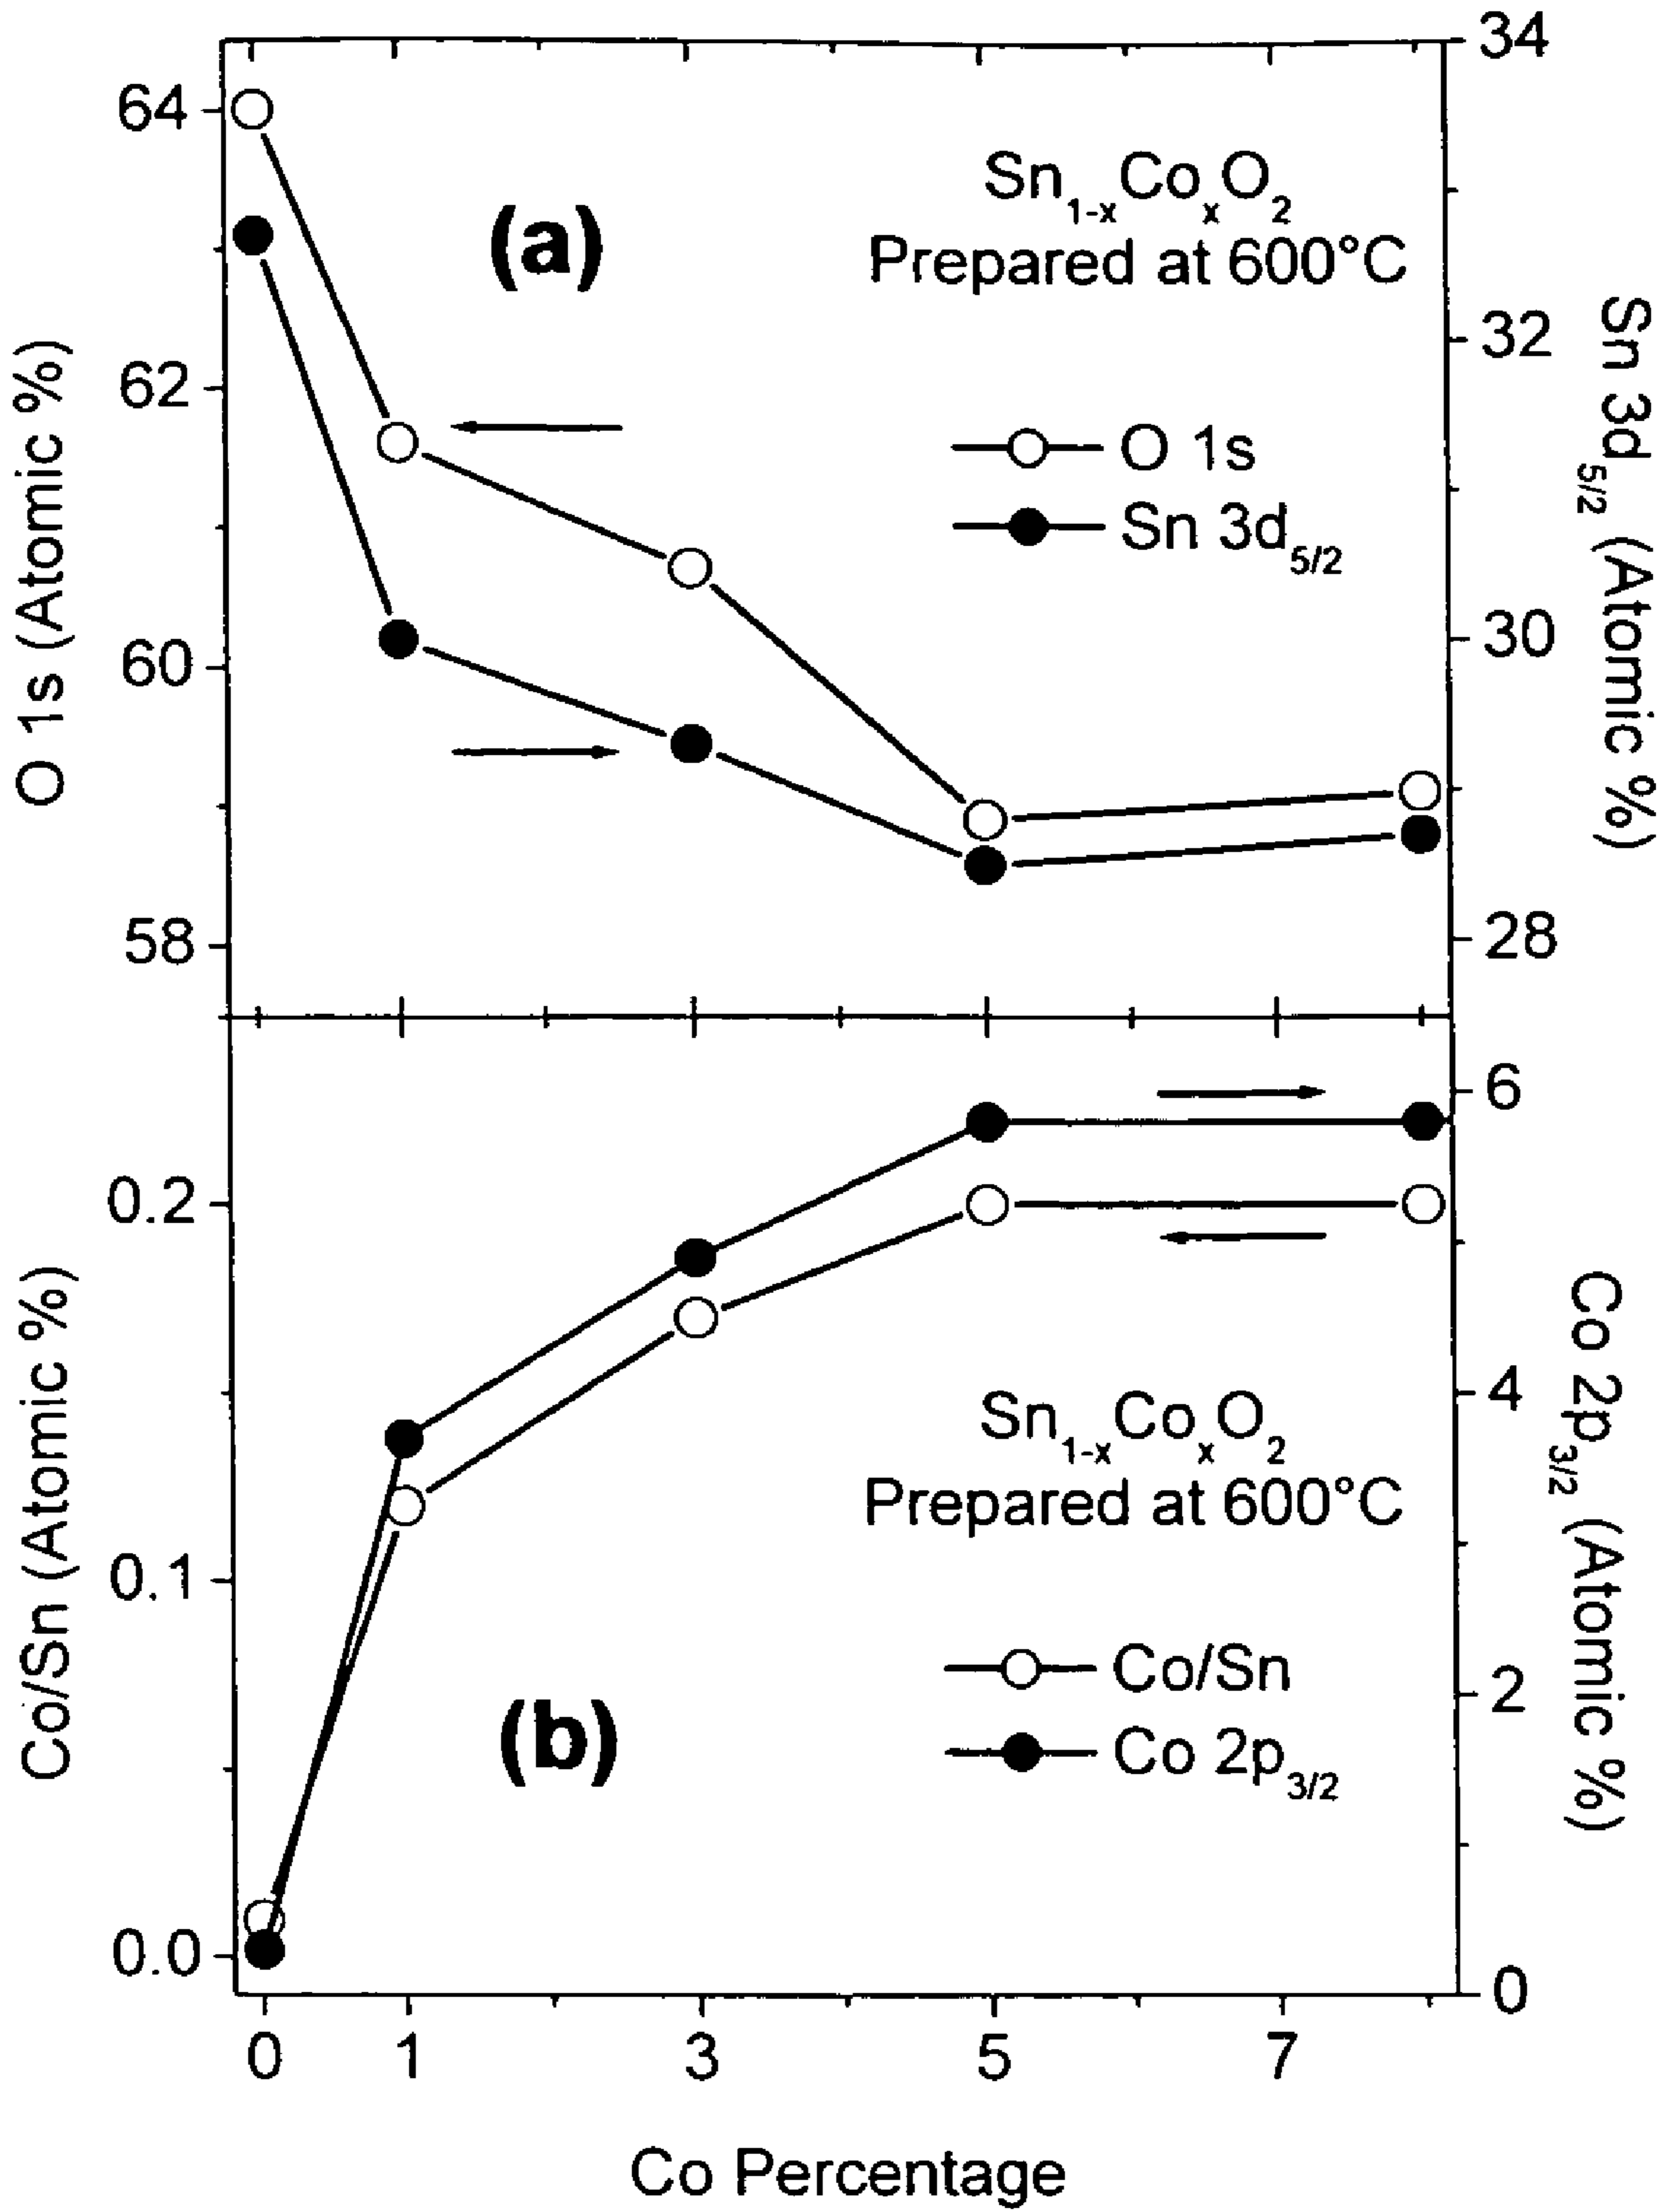 34
64
Sn1-xCoxO2
(a)
Prepared at 600°C
32
62
O 1s
Sn 3d5/2
30
60
58
28
O 1s (Atomic %)
Sn 3d5/2 (Atomic %)
6
0.2
4
Sn1-xCoxO2
Prepared at 600°C
0.1
Co/Sn
2
(b)
Co 2p3/2
0.0
0
Co/Sn (Atomic %)
Co 2p3/2 (Atomic %)
0 1 3 5 7
Co Percentage